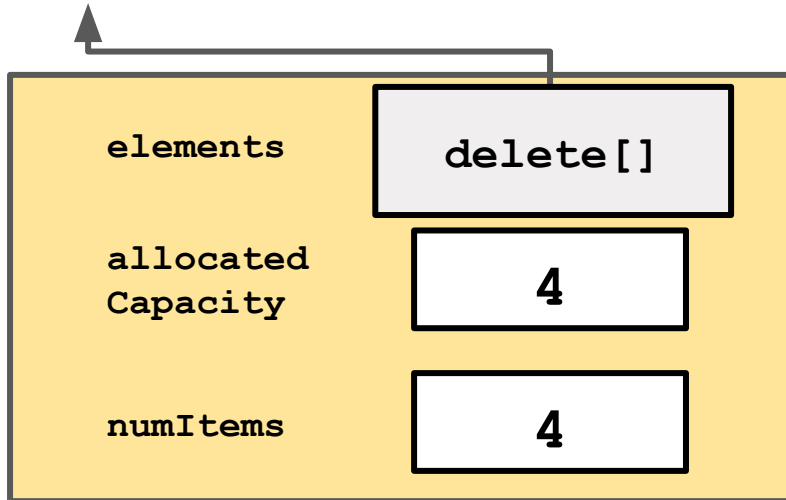 elements
delete[]
allocated
Capacity
4
numItems
4